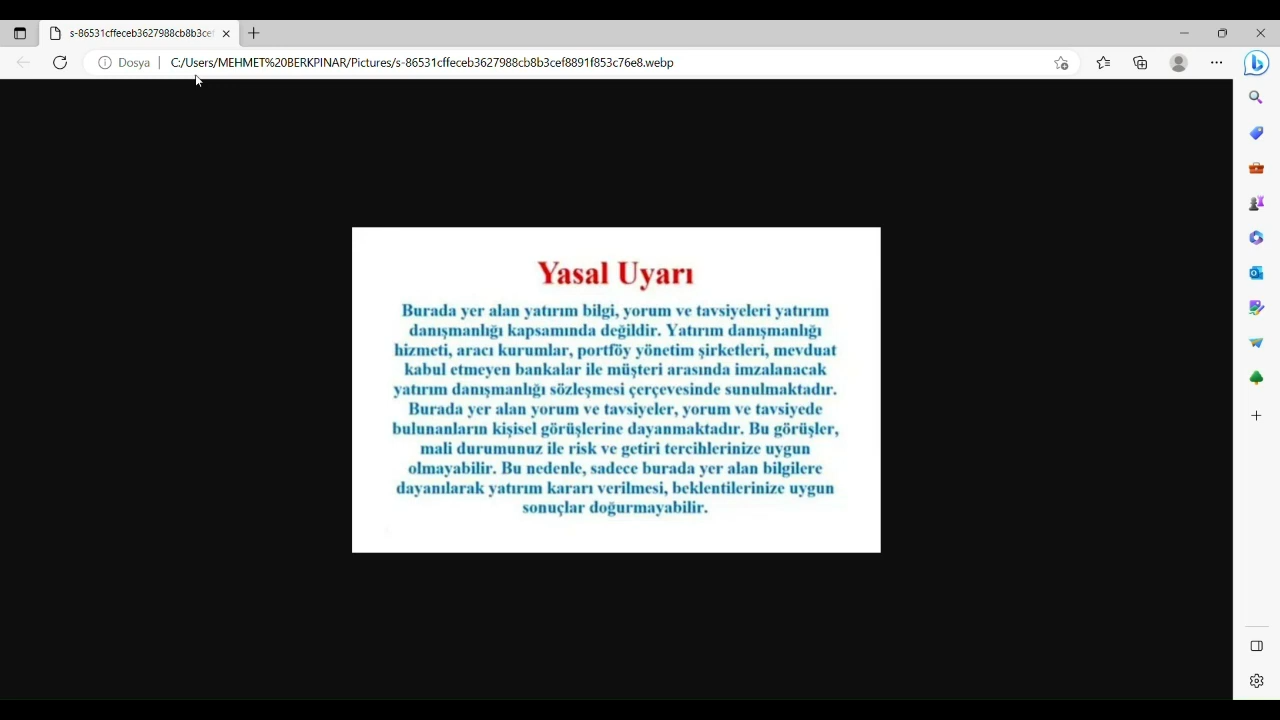 s-86531cffeceb3627988cb8b3cef
Dosya C:/Users/MEHMET%20BERKPINAR/Pictures/s-86531cffeceb3627988cb8b3cef8891f853c76e8.webp
Yasal Uyarı
Burada yer alan yatırım bilgi, yorum ve tavsiyeleri yatırım
danışmanlığı kapsamında değildir. Yatırım danışmanlığı
hizmeti, aracı kurumlar, portföy yönetim şirketleri, mevduat
kabul etmeyen bankalar ile müşteri arasında imzalanacak
yatırım danışmanlığı sözleşmesi çerçevesinde sunulmaktadır.
Burada yer alan yorum ve tavsiyeler, yorum ve tavsiyede
bulunanların kişisel görüşlerine dayanmaktadır. Bu görüşler,
mali durumunuz ile risk ve getiri tercihlerinize uygun
olmayabilir. Bu nedenle, sadece burada yer alan bilgilere
dayanılarak yatırım kararı verilmesi, beklentilerinize uygun
sonuçlar doğurmayabilir.